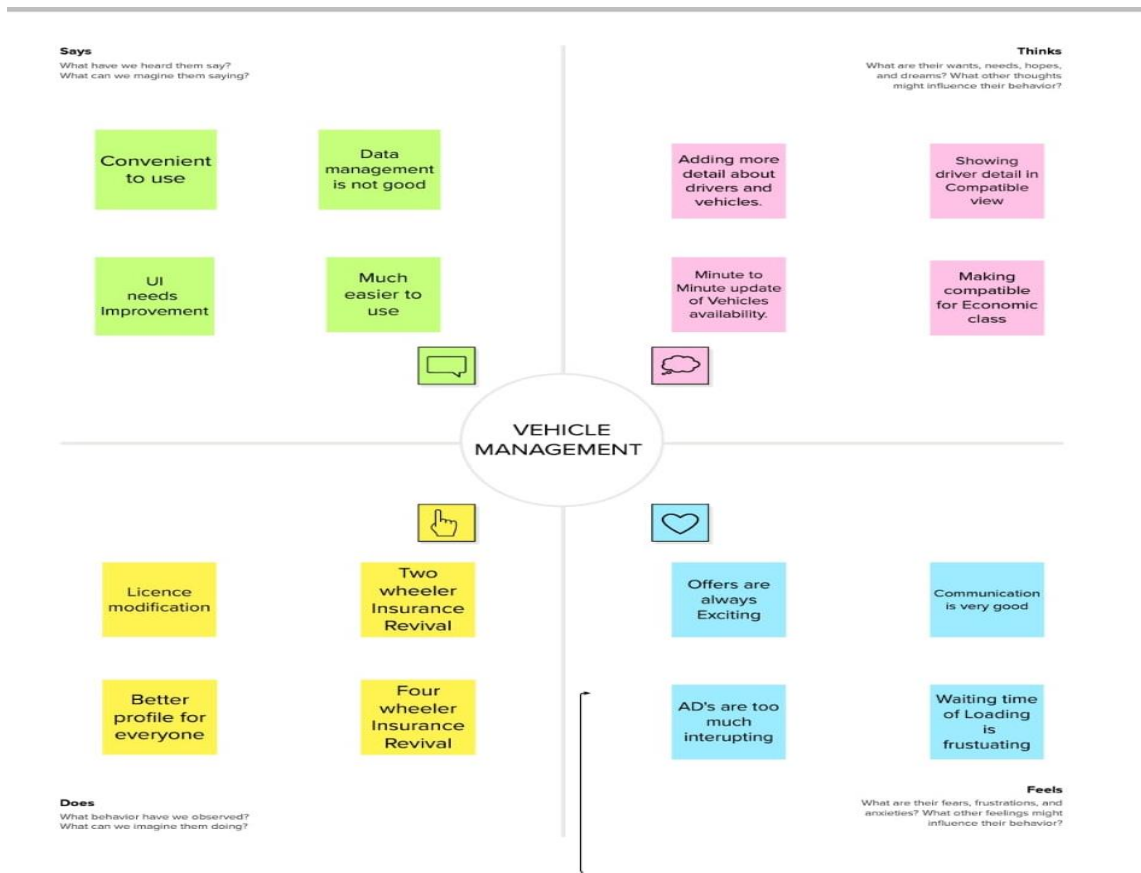 Says
What have we heard them say?
What can we magine them saying?
Thinks
What are their wants, needs, hopes,
and dreams? What other thoughts
might influence their behavior?
Convenient
to use
Data
management
is not good
UI
needs
Improvement
Much
easier to
use
Adding more
detail about
drivers and
vehicles.
Showing
driver detail in
Compatible
view
Minute to
Minute update
of Vehicles
availability.
Making
compatible
for Economic
class
VEHICLE
MANAGEMENT
Licence
modification
Two
wheeler
Insurance
Revival
Better
profile for
everyone
Four
wheeler
Insurance
Revival
Offers are
always
Exciting
Communication
is very good
AD's are too
much
interupting
Waiting time
of Loading
is
frustuating
Does
What behavior have we observed?
What can we imagine them doing?
Feels
What are their fears, frustrations, and
anxieties? What other feelings might
influence their behavior?